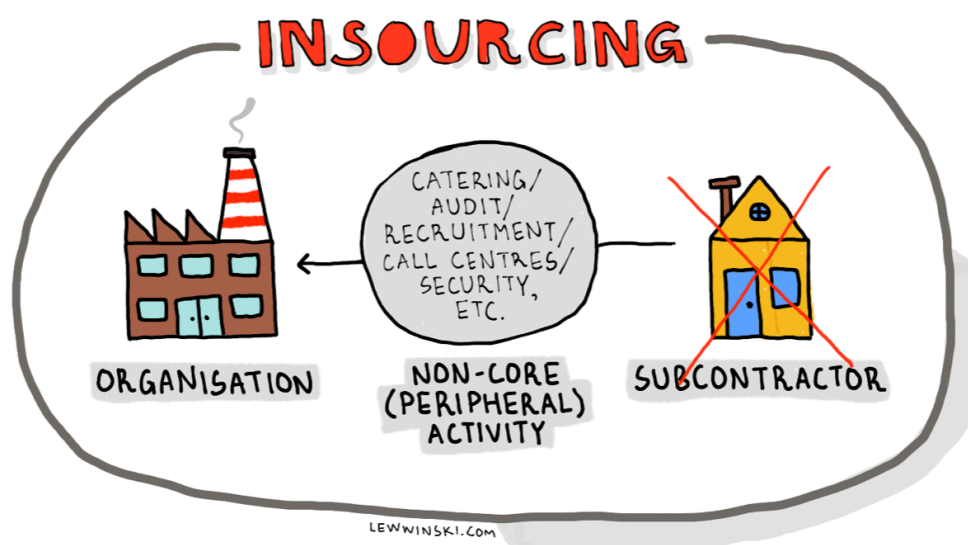 INSOURCING
CATERING/
AUDIT/
RECRUITMENT/
CALL CENTRES/
SECURITY,
ETC.
ORGANISATION
NON-CORE
(PERIPHERAL)
ACTIVITY
SUBCONTRACTOR
LEWWINSKI.COM